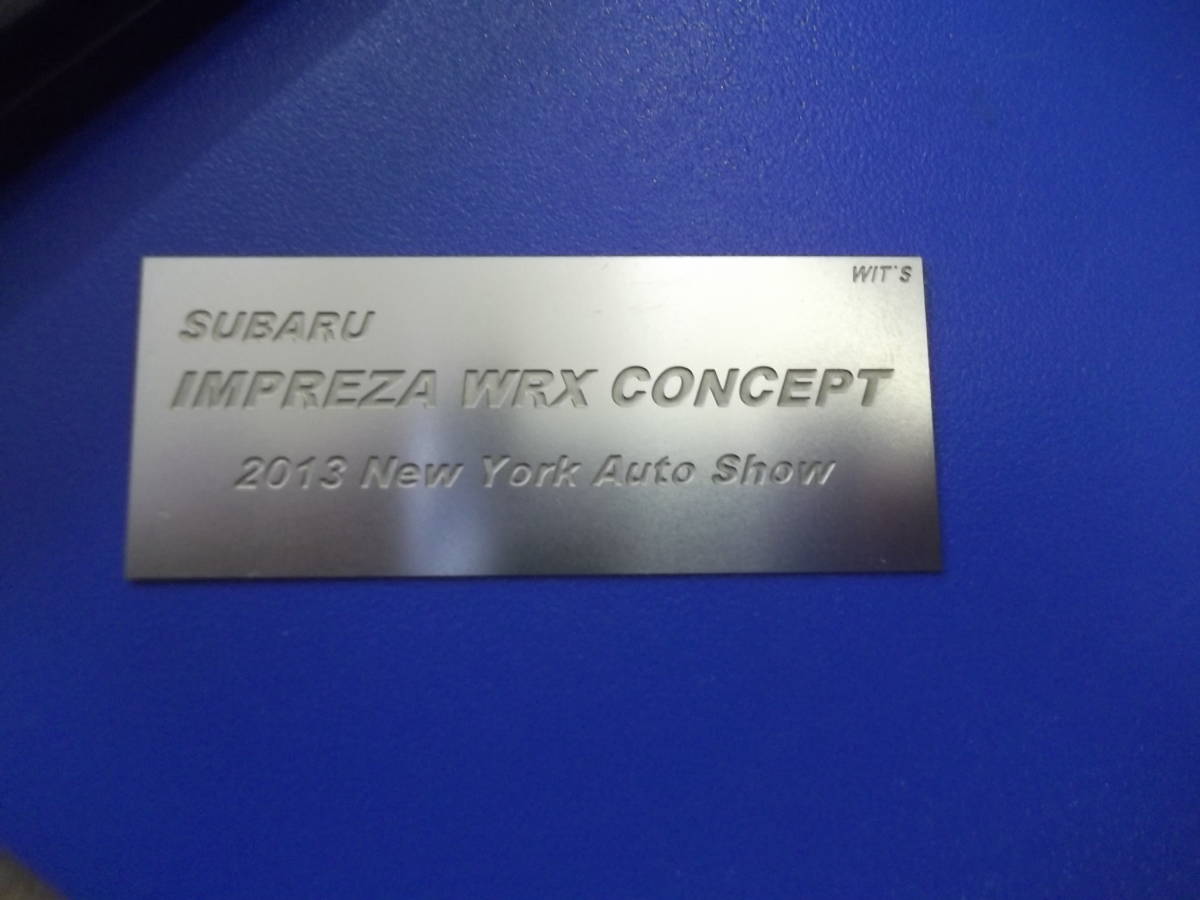 WIT'S
SUBARU
IMPREZA WRX CONCEPT
2013 New York Auto Show